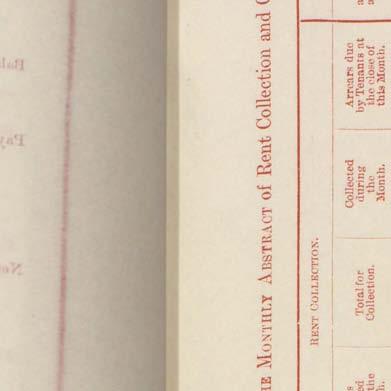 HE MONTHLY ABSTRACT of Rent Collection and
RENT COLLECTION.
Total for
Collection.
Collected
during
the
Month.
Arrears due
by Tenants at
the close of
this Month.